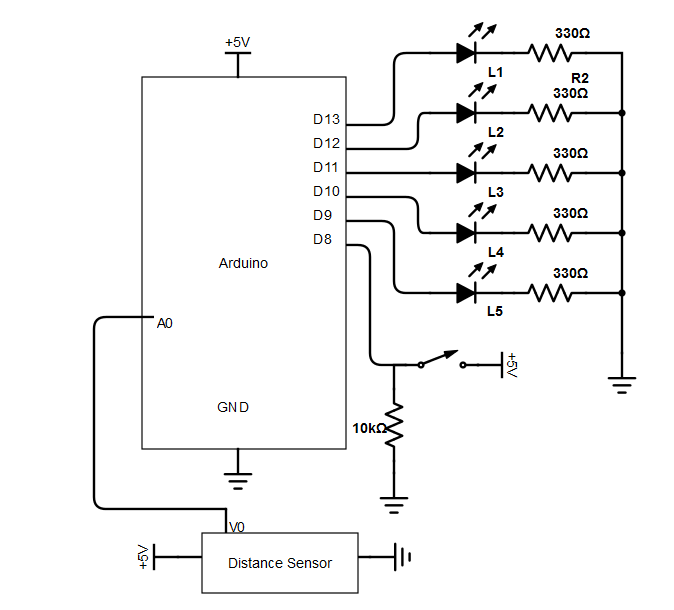 +5V
330Ω
L1
R2
330Ω
D13
D12
L2
330Ω
D11
D10
L3
330Ω
D9
D8
L4
Arduino
330Ω
L5
A0
+5V
GND
10kΩ
V0
+5V
Distance Sensor